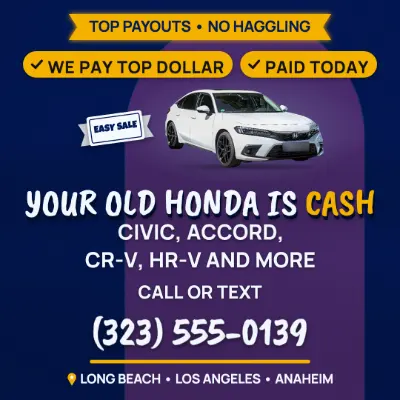 TOP PAYOUTS • NO HAGGLING
✓ WE PAY TOP DOLLAR
✓ PAID TODAY
EASY SALE
YOUR OLD HONDA IS CASH
CIVIC, ACCORD,
CR-V, HR-V AND MORE
CALL OR TEXT
(323) 555-0139
LONG BEACH • LOS ANGELES • ANAHEIM